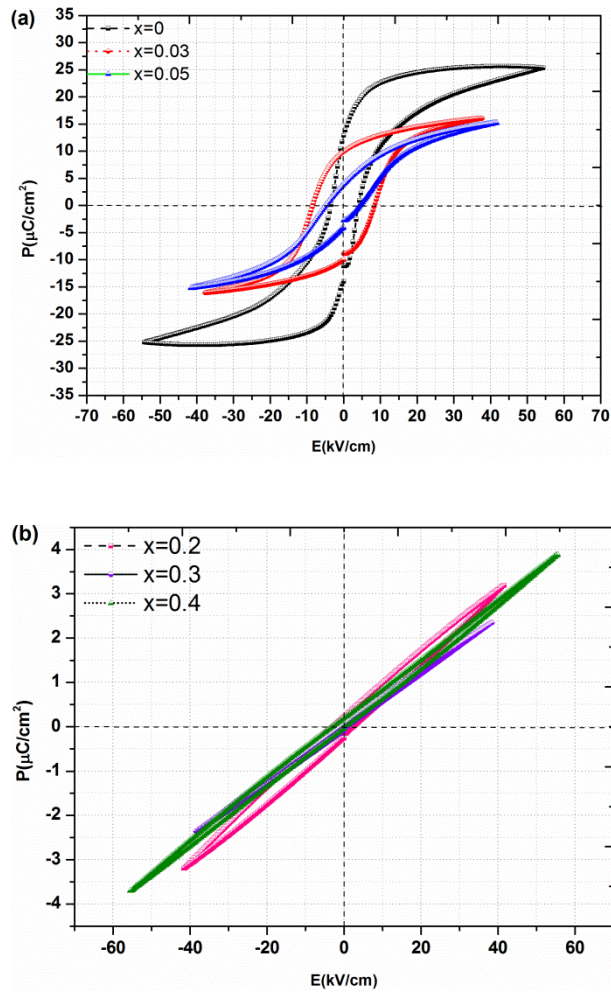 (a)
x=0
x=0.03
x=0.05
P(μC/cm²)
35
30
25
20
15
10
5
0
-5
-10
-15
-20
-25
-30
-35
-70 -60 -50 -40 -30 -20 -10 0 10 20 30 40 50 60 70
E(kV/cm)
(b)
x=0.2
x=0.3
x=0.4
P(μC/cm²)
4
3
2
1
0
-1
-2
-3
-4
-60 -40 -20 0 20 40 60
E(kV/cm)